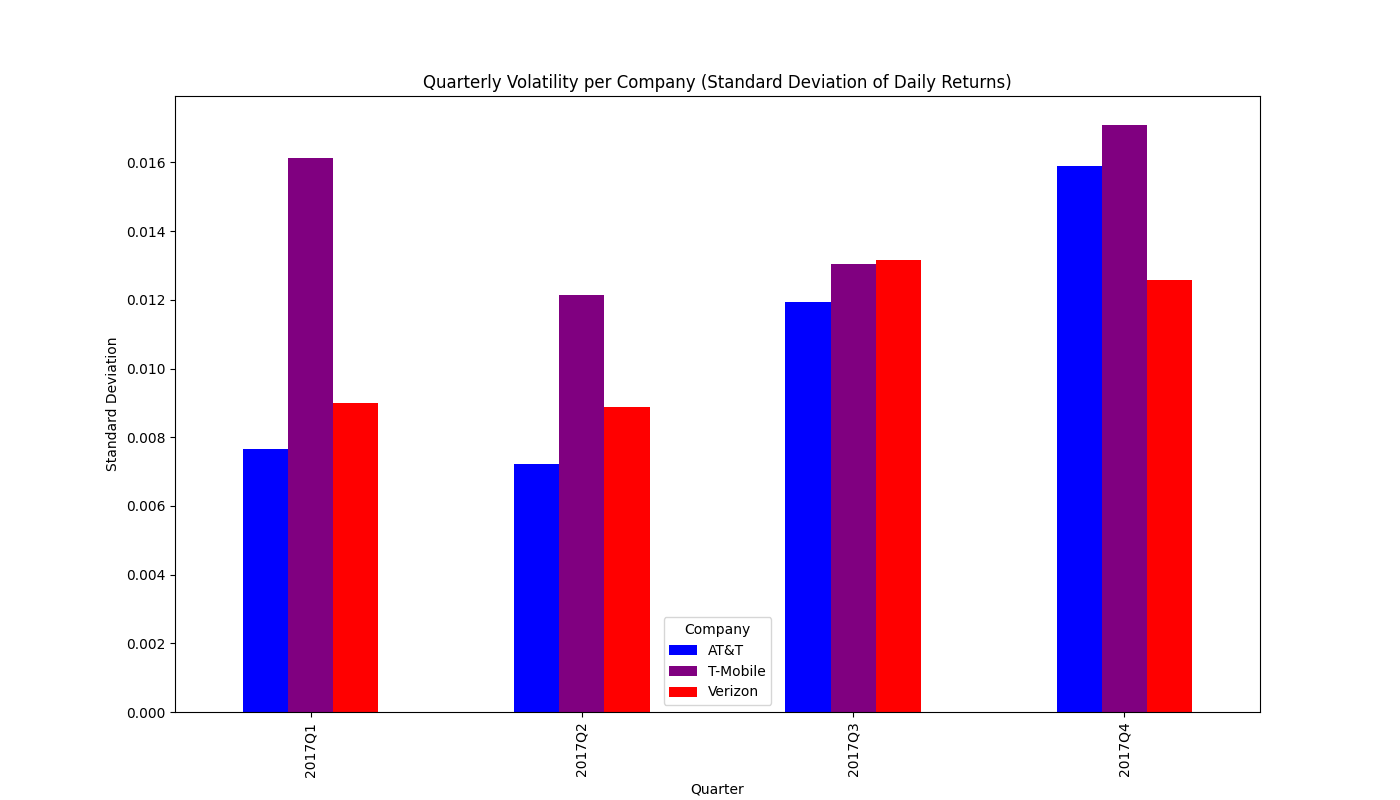 Quarterly Volatility per Company (Standard Deviation of Daily Returns)
0.016
0.014
0.012
0.010
0.008
0.006
0.004
0.002
0.000
Standard Deviation
Company
AT&T
T-Mobile
Verizon
2017Q1
2017Q2
2017Q3
2017Q4
Quarter